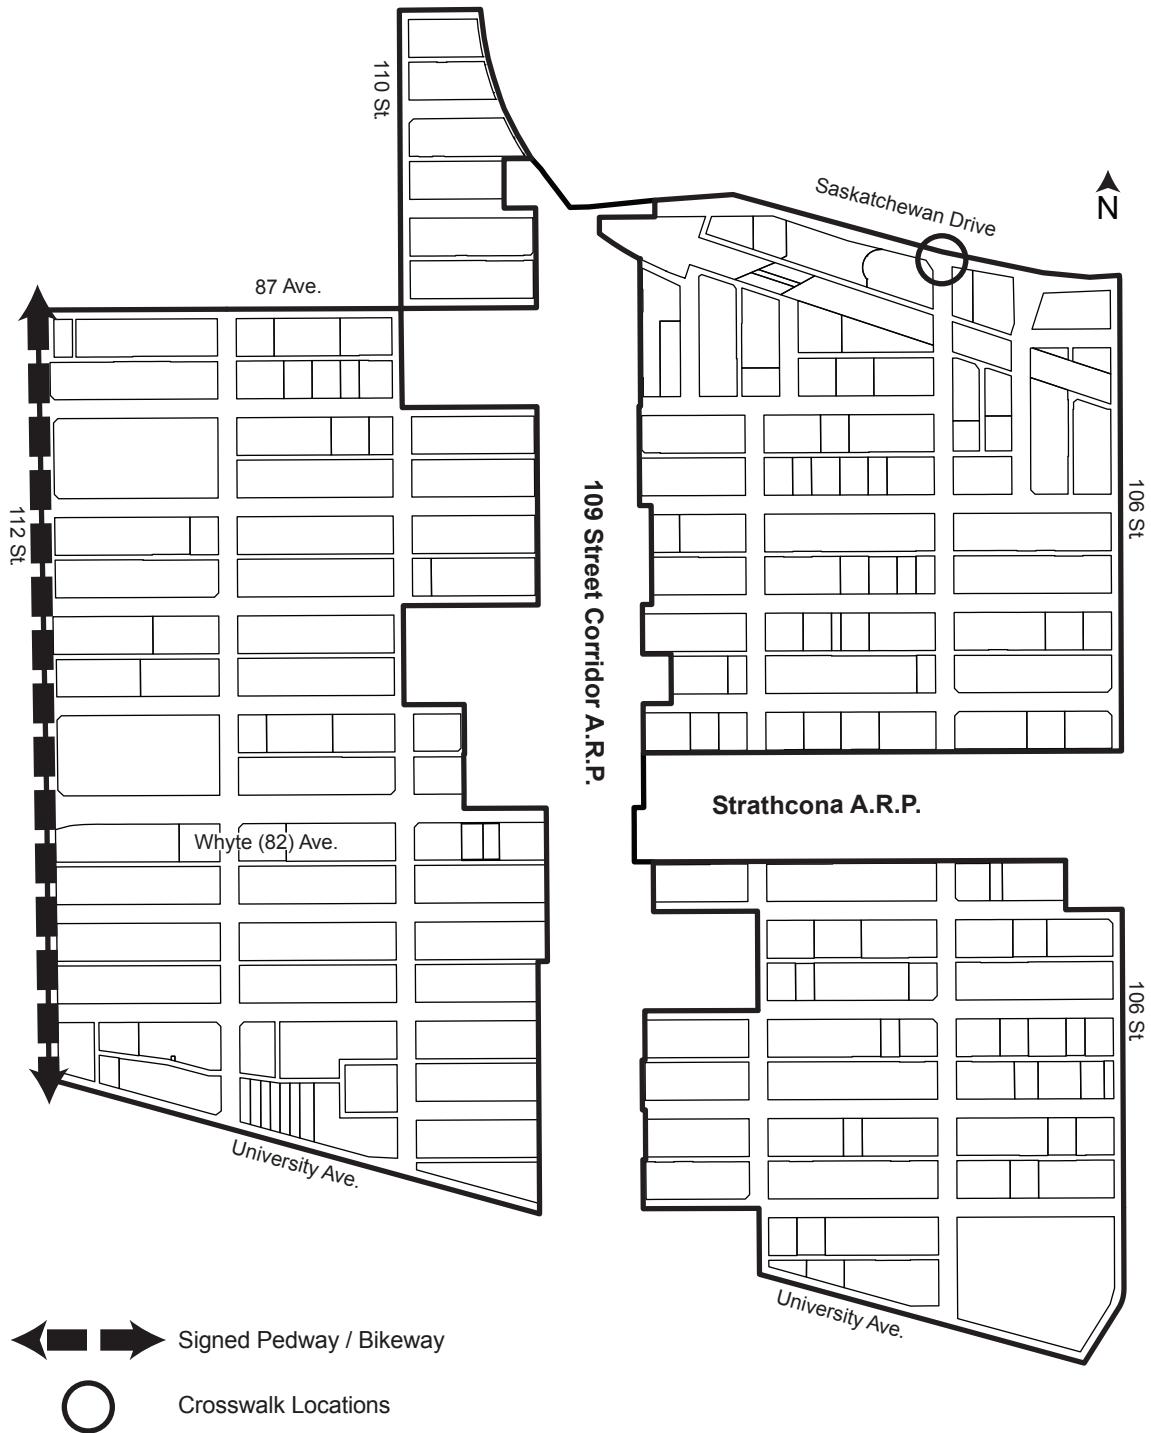 110 St.
Saskatchewan Drive
N
87 Ave.
112 St.
109 Street Corridor A.R.P.
106 St.
Strathcona A.R.P.
Whyte (82) Ave.
106 St.
University Ave.
University Ave.
Signed Pedway / Bikeway
Crosswalk Locations